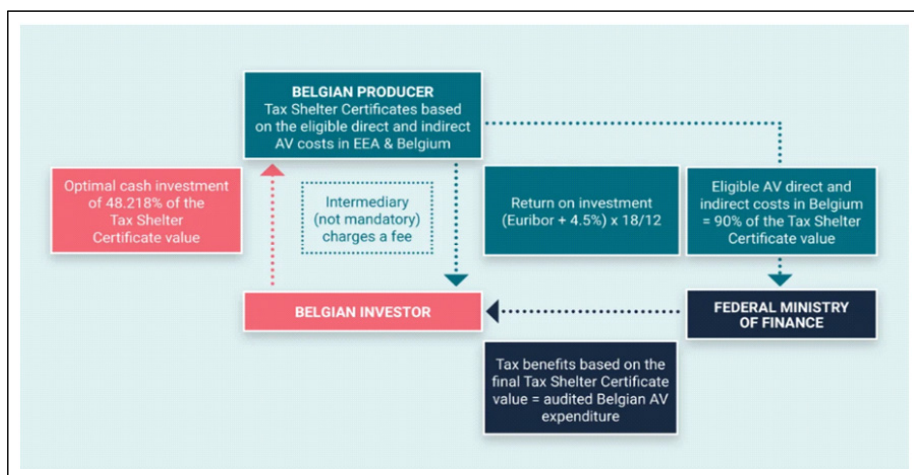 BELGIAN PRODUCER
Tax Shelter Certificates based
on the eligible direct and indirect
AV costs in EEA & Belgium
Optimal cash investment
of 48.218% of the
Tax Shelter
Certificate value
Intermediary
(not mandatory)
charges a fee
Return on investment
(Euribor + 4.5%) x 18/12
Eligible AV direct and
indirect costs in Belgium
= 90% of the Tax Shelter
Certificate value
BELGIAN INVESTOR
FEDERAL MINISTRY
OF FINANCE
Tax benefits based on the
final Tax Shelter Certificate
value = audited Belgian AV
expenditure